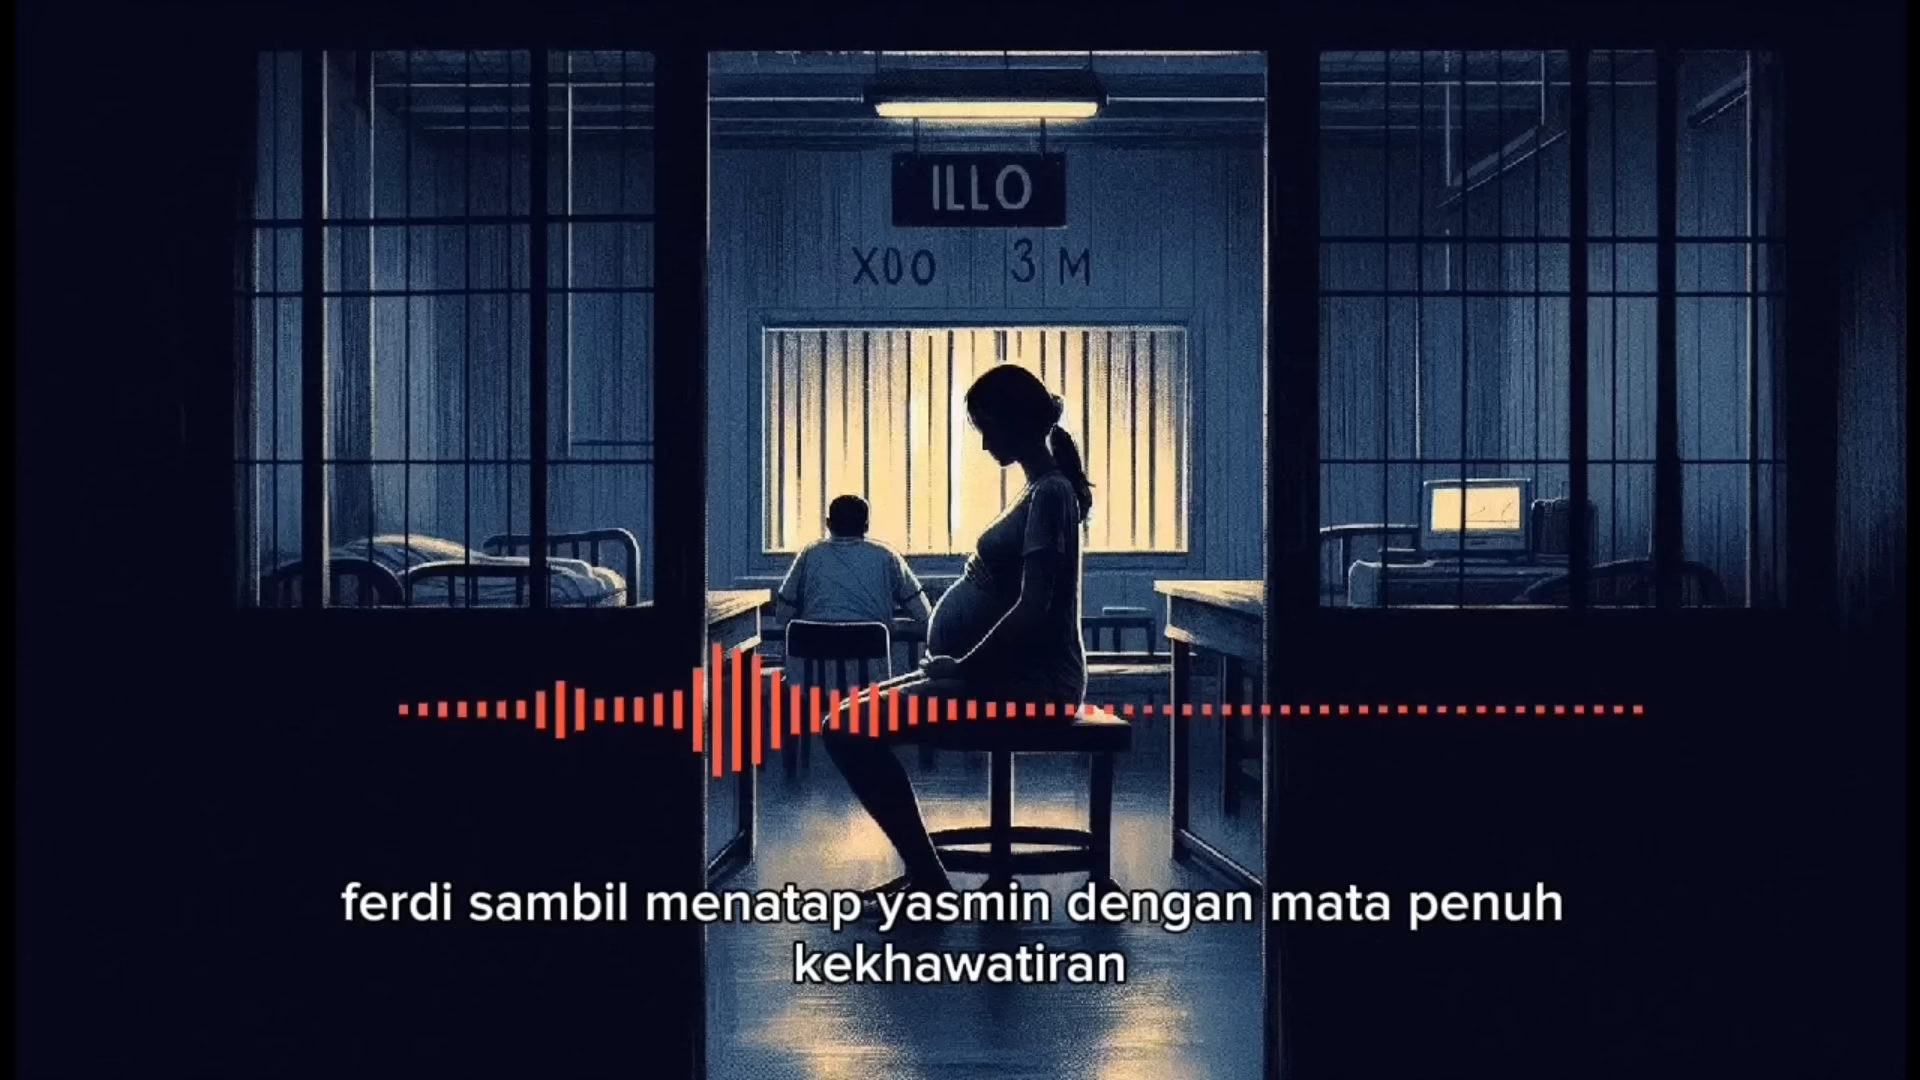 ILLO
X00 3 M
ferdi sambil menatap yasmin dengan mata penuh
kekhawatiran